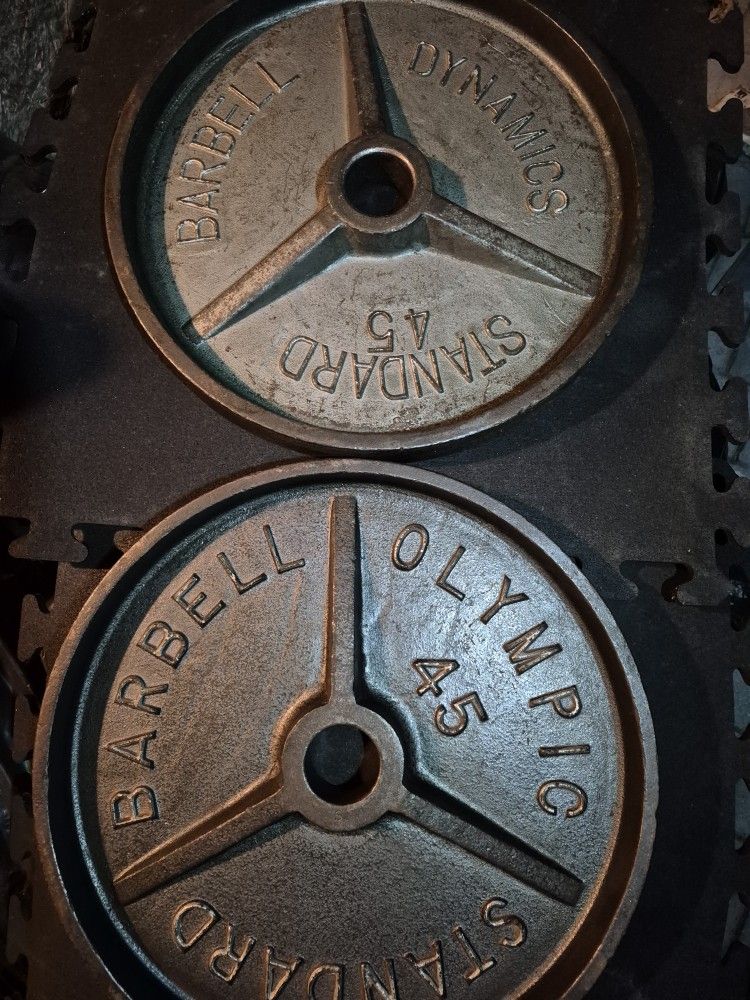 BARBELL
DYNAMICS
STANDARD
45
BARBELL
OLYMPIC
45
STANDARD